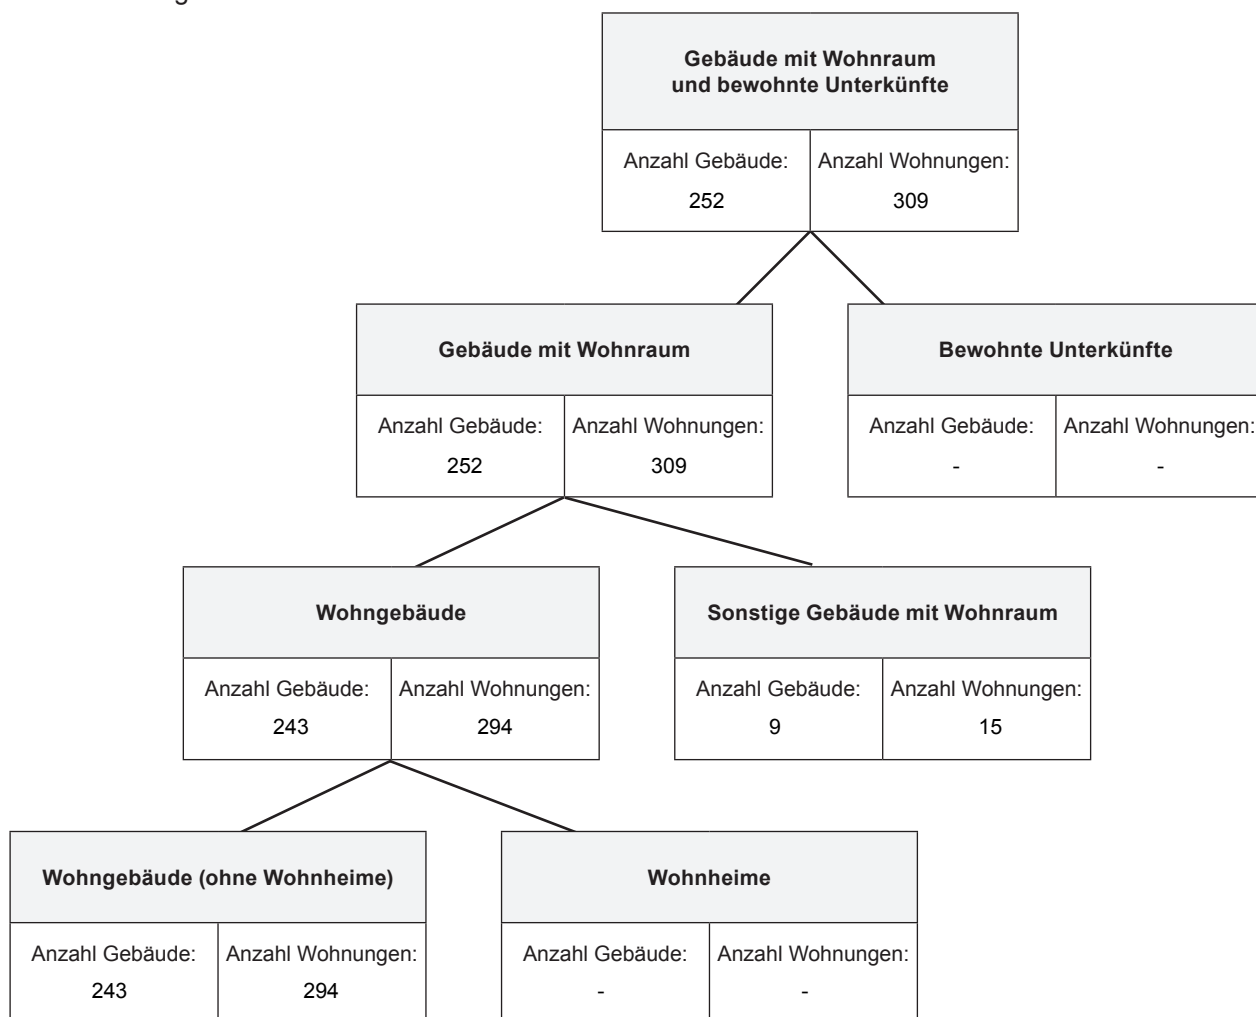 Gebäude mit Wohnraum
und bewohnte Unterkünfte
Anzahl Gebäude: Anzahl Wohnungen:
252 309
Gebäude mit Wohnraum Bewohnte Unterkünfte
Anzahl Gebäude: Anzahl Wohnungen: Anzahl Gebäude: Anzahl Wohnungen:
252 309 - -
Wohngebäude Sonstige Gebäude mit Wohnraum
Anzahl Gebäude: Anzahl Wohnungen: Anzahl Gebäude: Anzahl Wohnungen:
243 294 9 15
Wohngebäude (ohne Wohnheime) Wohnheime
Anzahl Gebäude: Anzahl Wohnungen: Anzahl Gebäude: Anzahl Wohnungen:
243 294 - -